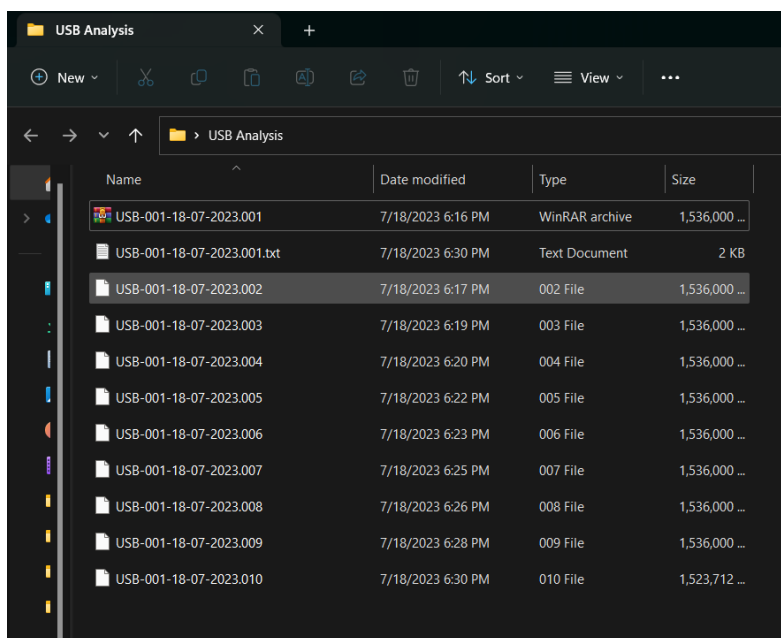 USB Analysis
New Sort View
USB Analysis
Name Date modified Type Size
USB-001-18-07-2023.001 7/18/2023 6:16 PM WinRAR archive 1,536,000 ...
USB-001-18-07-2023.001.txt 7/18/2023 6:30 PM Text Document 2 KB
USB-001-18-07-2023.002 7/18/2023 6:17 PM 002 File 1,536,000 ...
USB-001-18-07-2023.003 7/18/2023 6:19 PM 003 File 1,536,000 ...
USB-001-18-07-2023.004 7/18/2023 6:20 PM 004 File 1,536,000 ...
USB-001-18-07-2023.005 7/18/2023 6:22 PM 005 File 1,536,000 ...
USB-001-18-07-2023.006 7/18/2023 6:23 PM 006 File 1,536,000 ...
USB-001-18-07-2023.007 7/18/2023 6:25 PM 007 File 1,536,000 ...
USB-001-18-07-2023.008 7/18/2023 6:26 PM 008 File 1,536,000 ...
USB-001-18-07-2023.009 7/18/2023 6:28 PM 009 File 1,536,000 ...
USB-001-18-07-2023.010 7/18/2023 6:30 PM 010 File 1,523,712 ...